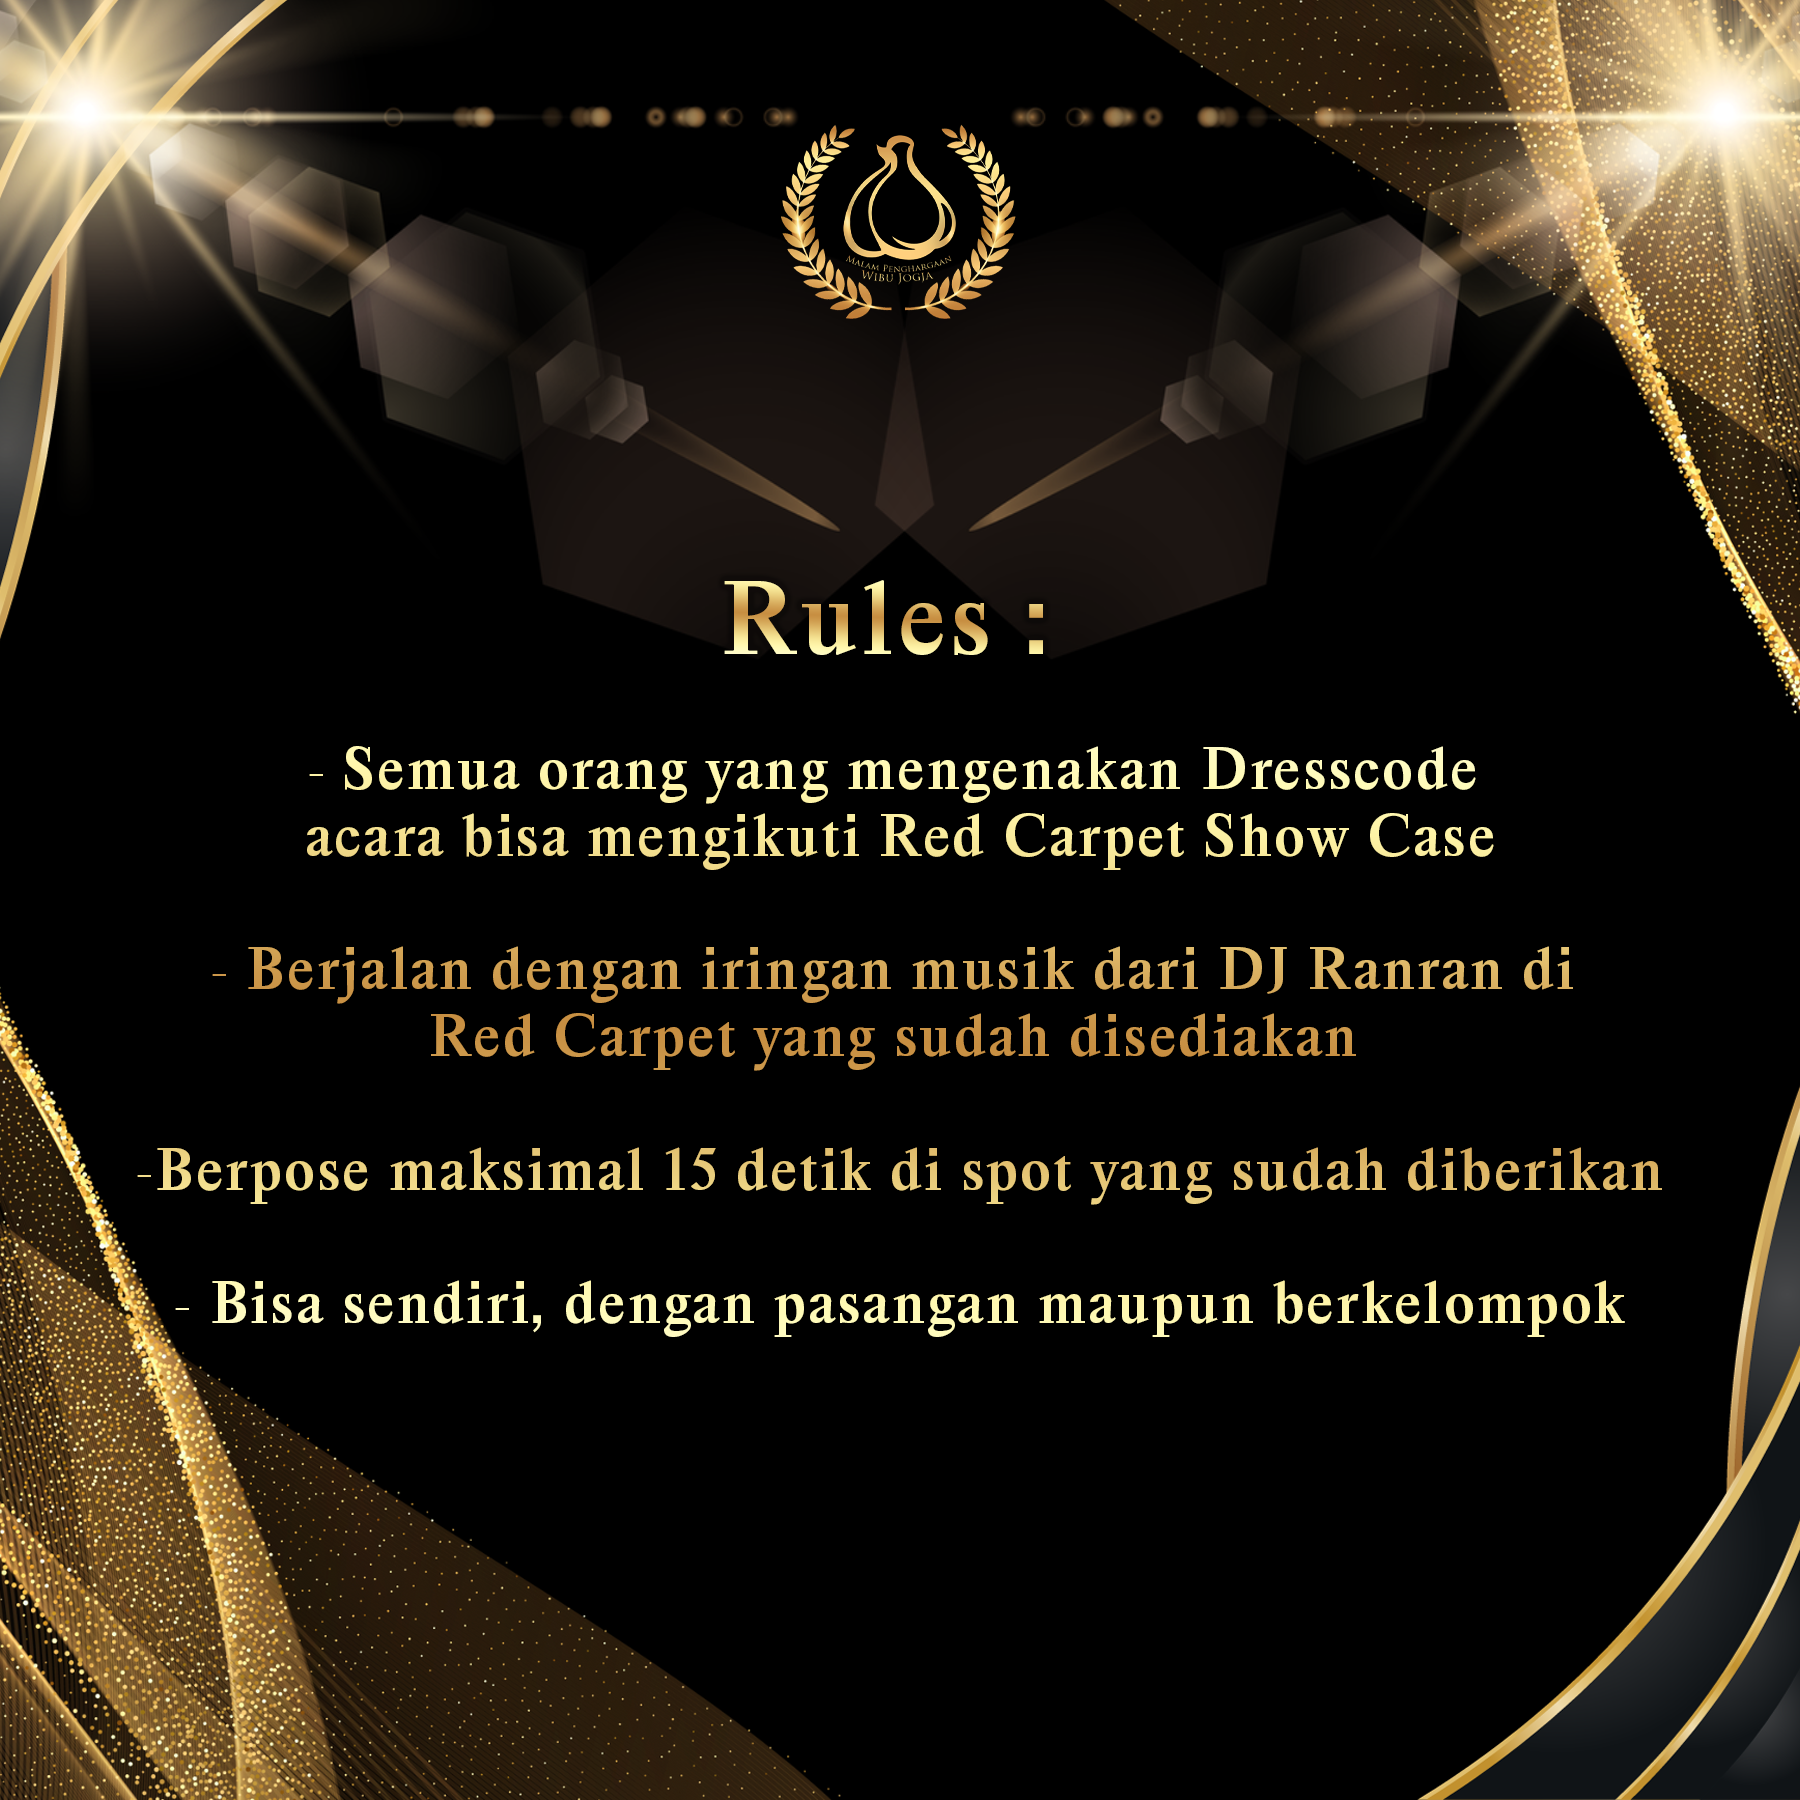 Malam Penghargaan
Wibu Jogja
Rules :
- Semua orang yang mengenakan Dresscode
acara bisa mengikuti Red Carpet Show Case
- Berjalan dengan iringan musik dari DJ Ranran di
Red Carpet yang sudah disediakan
-Berpose maksimal 15 detik di spot yang sudah diberikan
- Bisa sendiri, dengan pasangan maupun berkelompok